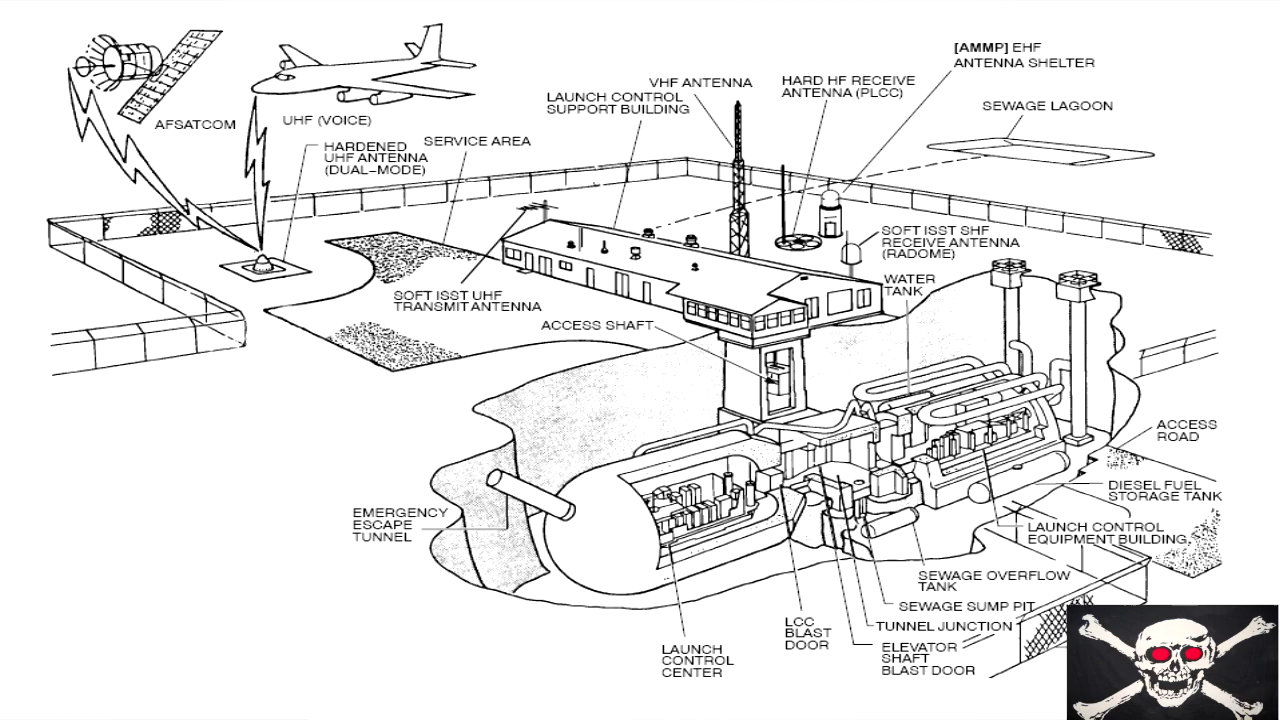 [AMMP] EHF
ANTENNA SHELTER
VHF ANTENNA
HARD HF RECEIVE
ANTENNA (PLCC)
LAUNCH CONTROL
SUPPORT BUILDING
SEWAGE LAGOON
AFSATCOM
UHF (VOICE)
SERVICE AREA
HARDENED
UHF ANTENNA
(DUAL-MODE)
SOFT ISST SHF
RECEIVE ANTENNA
(RADOME)
WATER
TANK
SOFT ISST UHF
TRANSMIT ANTENNA
ACCESS SHAFT
ACCESS
ROAD
DIESEL FUEL
STORAGE TANK
EMERGENCY
ESCAPE
TUNNEL
LAUNCH CONTROL
EQUIPMENT BUILDING
SEWAGE OVERFLOW
TANK
SEWAGE SUMP PIT
TUNNEL JUNCTION
LCC
BLAST
DOOR
ELEVATOR
SHAFT
BLAST DOOR
LAUNCH
CONTROL
CENTER